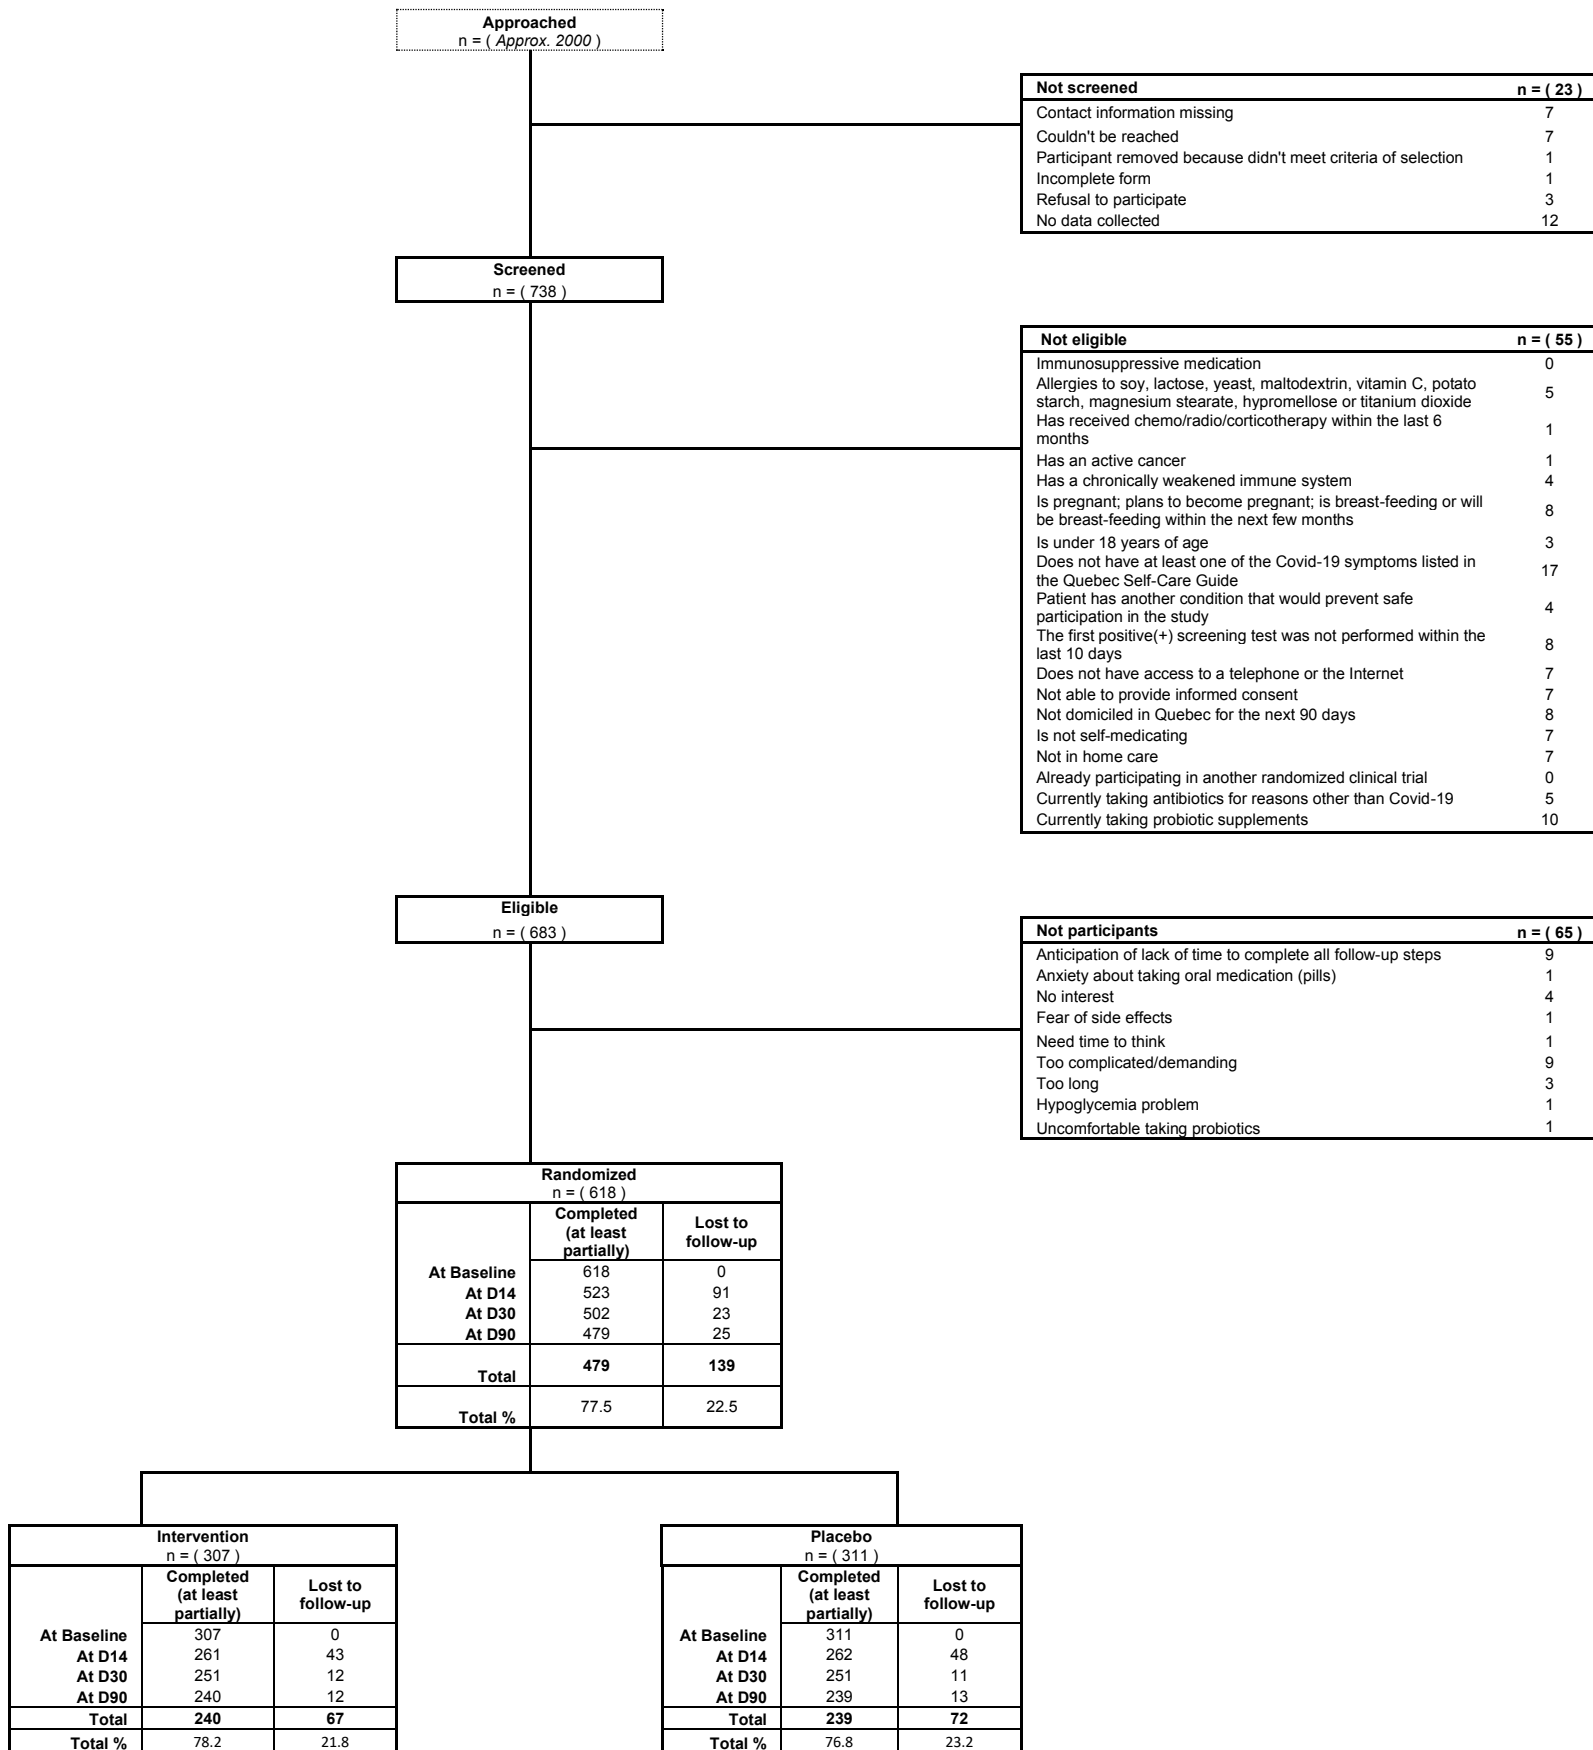 Approached
n = ( Approx. 2000 )
Not screened n = ( 23 )
Contact information missing 7
Couldn't be reached 7
Participant removed because didn't meet criteria of selection 1
Incomplete form 1
Refusal to participate 3
No data collected 12
Screened
n = ( 738 )
Not eligible n = ( 55 )
Immunosuppressive medication 0
Allergies to soy, lactose, yeast, maltodextrin, vitamin C, potato
starch, magnesium stearate, hypromellose or titanium dioxide 5
Has received chemo/radio/corticotherapy within the last 6
months 1
Has an active cancer 1
Has a chronically weakened immune system 4
Is pregnant; plans to become pregnant; is breast-feeding or will
be breast-feeding within the next few months 8
Is under 18 years of age 3
Does not have at least one of the Covid-19 symptoms listed in
the Quebec Self-Care Guide 17
Patient has another condition that would prevent safe
participation in the study 4
The first positive(+) screening test was not performed within the
last 10 days 8
Does not have access to a telephone or the Internet 7
Not able to provide informed consent 7
Not domiciled in Quebec for the next 90 days 8
Is not self-medicating 7
Not in home care 7
Already participating in another randomized clinical trial 0
Currently taking antibiotics for reasons other than Covid-19 5
Currently taking probiotic supplements 10
Eligible
n = ( 683 )
Not participants n = ( 65 )
Anticipation of lack of time to complete all follow-up steps 9
Anxiety about taking oral medication (pills) 1
No interest 4
Fear of side effects 1
Need time to think 1
Too complicated/demanding 9
Too long 3
Hypoglycemia problem 1
Uncomfortable taking probiotics 1
Randomized
n = ( 618 )
Completed
(at least
partially)
Lost to
follow-up
At Baseline 618 0
At D14 523 91
At D30 502 23
At D90 479 25
Total 479 139
Total % 77.5 22.5
Intervention
n = ( 307 )
Completed
(at least
partially)
Lost to
follow-up
At Baseline 307 0
At D14 261 43
At D30 251 12
At D90 240 12
Total 240 67
Total % 78.2 21.8
Placebo
n = ( 311 )
Completed
(at least
partially)
Lost to
follow-up
At Baseline 311 0
At D14 262 48
At D30 251 11
At D90 239 13
Total 239 72
Total % 76.8 23.2